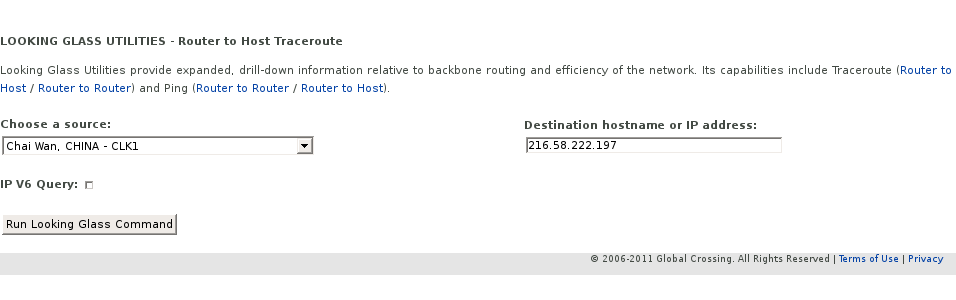 LOOKING GLASS UTILITIES - Router to Host Traceroute
Looking Glass Utilities provide expanded, drill-down information relative to backbone routing and efficiency of the network. Its capabilities include Traceroute (Router to
Host / Router to Router) and Ping (Router to Router / Router to Host).
Choose a source:
Destination hostname or IP address:
Chai Wan, CHINA - CLK1
216.58.222.197
IP V6 Query:
Run Looking Glass Command
© 2006-2011 Global Crossing. All Rights Reserved | Terms of Use | Privacy